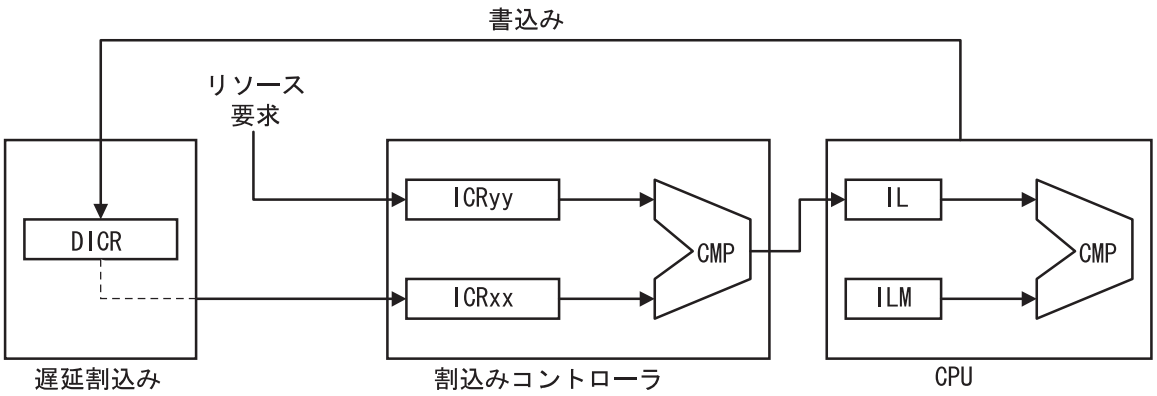 書込み
リソース
要求
ICRyy
IL
CMP
CMP
DICR
ICRxx
ILM
遅延割込み
割込みコントローラ
CPU